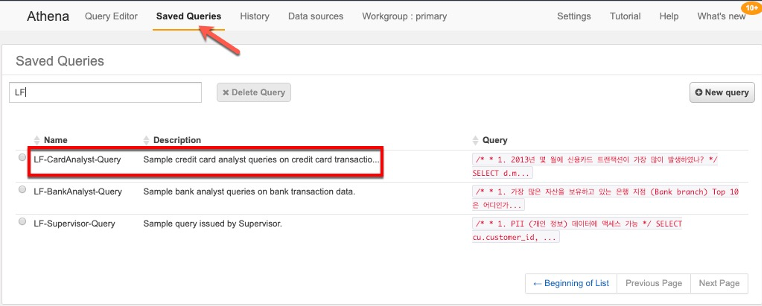 Athena Query Editor Saved Queries History Data sources Workgroup : primary Settings Tutorial Help What's new 10+
Saved Queries
LF
✖ Delete Query
New query
Name Description Query
LF-CardAnalyst-Query Sample credit card analyst queries on credit card transactio... /* * 1. 2013년 몇 월에 신용카드 트랜잭션이 가장 많이 발생하였나? */
SELECT d.m...
LF-BankAnalyst-Query Sample bank analyst queries on bank transaction data. /* * 1. 가장 많은 자산을 보유하고 있는 은행 지점 (Bank branch) Top 10
은 어디인가...
LF-Supervisor-Query Sample query issued by Supervisor. /* * 1. PII (개인 정보) 데이터에 액세스 가능 */ SELECT
cu.customer_id, ...
← Beginning of List Previous Page Next Page